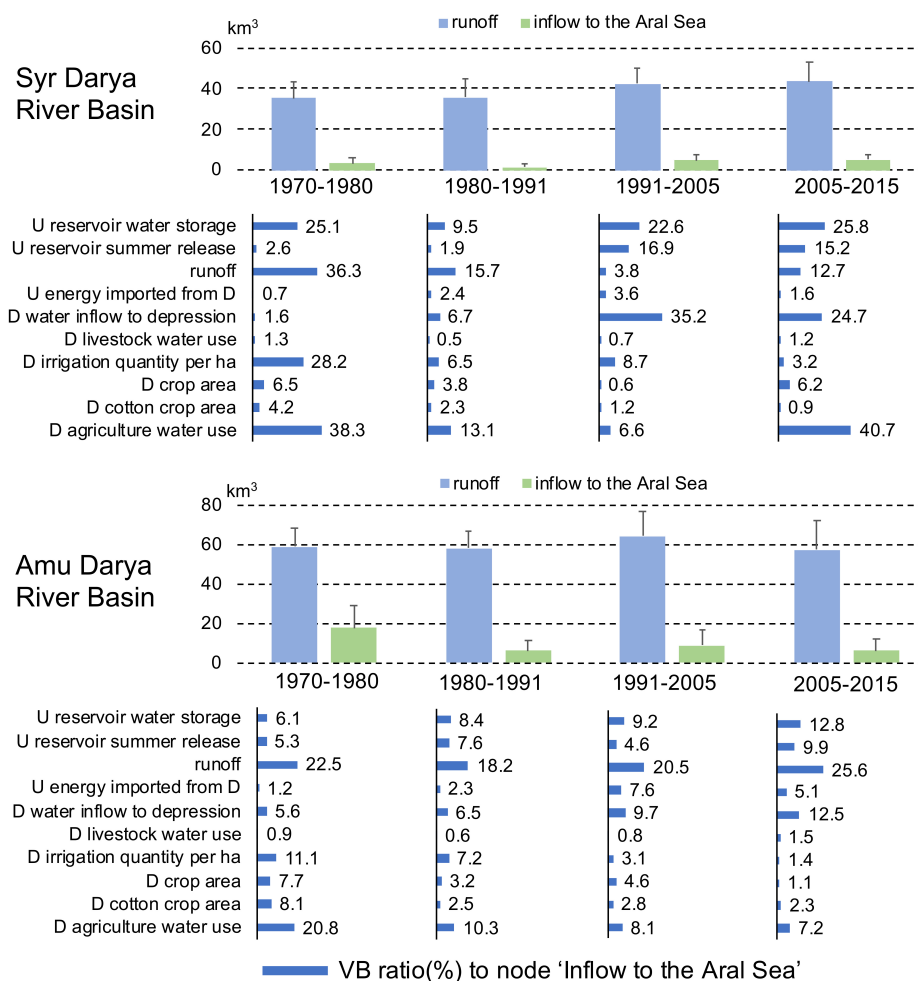 km³
runoff
inflow to the Aral Sea
Syr Darya
River Basin
60
40
20
0
1970-1980
1980-1991
1991-2005
2005-2015
U reservoir water storage 25.1 9.5 22.6 25.8
U reservoir summer release 2.6 1.9 16.9 15.2
runoff 36.3 15.7 3.8 12.7
U energy imported from D 0.7 2.4 3.6 1.6
D water inflow to depression 1.6 6.7 35.2 24.7
D livestock water use 1.3 0.5 0.7 1.2
D irrigation quantity per ha 28.2 6.5 8.7 3.2
D crop area 6.5 3.8 0.6 6.2
D cotton crop area 4.2 2.3 1.2 0.9
D agriculture water use 38.3 13.1 6.6 40.7
km³
runoff
inflow to the Aral Sea
Amu Darya
River Basin
80
60
40
20
0
1970-1980
1980-1991
1991-2005
2005-2015
U reservoir water storage 6.1 8.4 9.2 12.8
U reservoir summer release 5.3 7.6 4.6 9.9
runoff 22.5 18.2 20.5 25.6
U energy imported from D 1.2 2.3 7.6 5.1
D water inflow to depression 5.6 6.5 9.7 12.5
D livestock water use 0.9 0.6 0.8 1.5
D irrigation quantity per ha 11.1 7.2 3.1 1.4
D crop area 7.7 3.2 4.6 1.1
D cotton crop area 8.1 2.5 2.8 2.3
D agriculture water use 20.8 10.3 8.1 7.2
VB ratio(%) to node ‘Inflow to the Aral Sea’